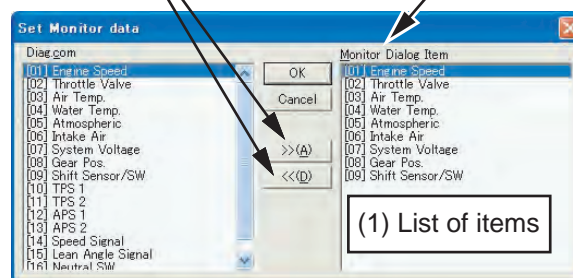 Set Monitor data
Diag.com
[01] Engine Speed
[02] Throttle Valve
[03] Air Temp.
[04] Water Temp.
[05] Atmospheric
[06] Intake Air
[07] System Voltage
[08] Gear Pos.
[09] Shift Sensor/SW
[10] TPS 1
[11] TPS 2
[12] APS 1
[13] APS 2
[14] Speed Signal
[15] Lean Angle Signal
[16] Neutral SW
OK
Cancel
>>(A)
<<(D)
Monitor Dialog Item
[01] Engine Speed
[02] Throttle Valve
[03] Air Temp.
[04] Water Temp.
[05] Atmospheric
[06] Intake Air
[07] System Voltage
[08] Gear Pos.
[09] Shift Sensor/SW
(1) List of items